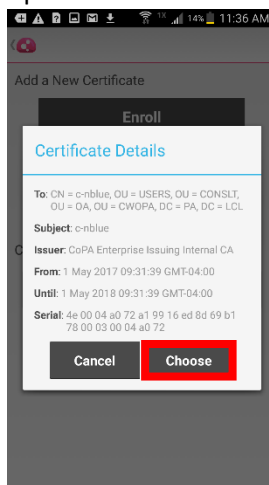 1X 14% 11:36 AM
Add a New Certificate
Enroll
Certificate Details
To: CN = c-nblue, OU = USERS, OU = CONSLT,
OU = OA, OU = CWOPA, DC = PA, DC = LCL
Subject: c-nblue
Issuer: CoPA Enterprise Issuing Internal CA
C
From: 1 May 2017 09:31:39 GMT-04:00
Until: 1 May 2018 09:31:39 GMT-04:00
Serial: 4e 00 04 a0 72 a1 99 16 ed 8d 69 b1
78 00 03 00 04 a0 72
Cancel Choose